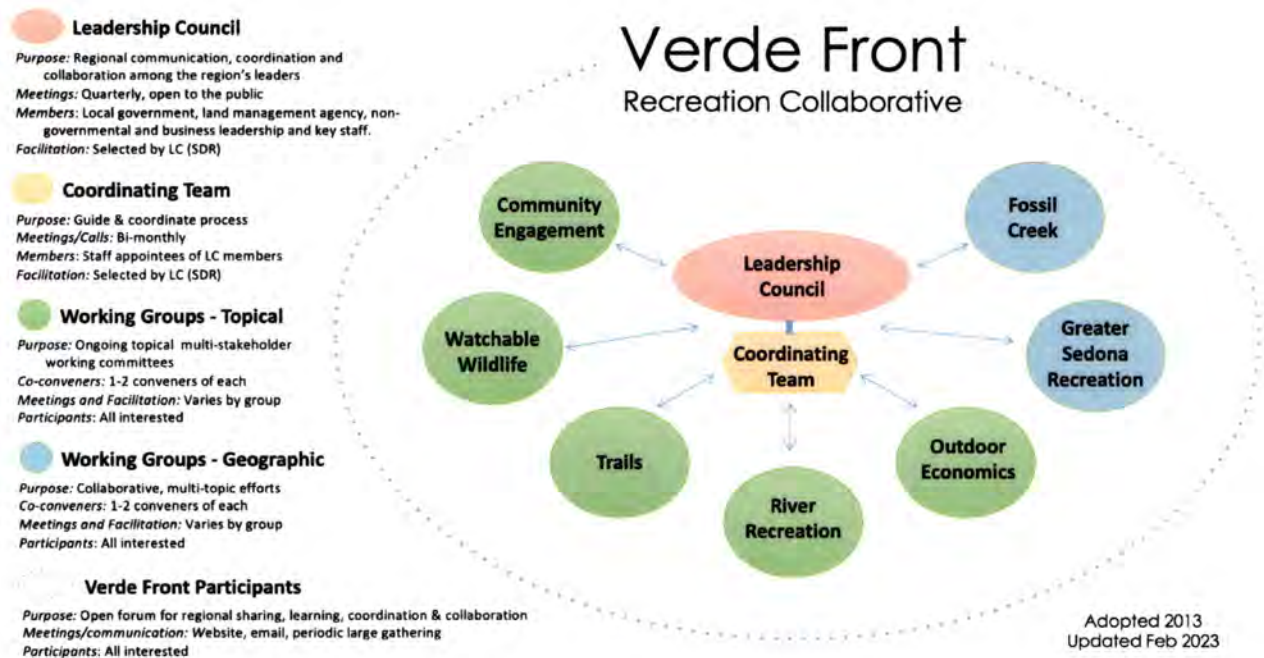 Leadership Council
Purpose: Regional communication, coordination and
collaboration among the region's leaders
Meetings: Quarterly, open to the public
Members: Local government, land management agency, non-
governmental and business leadership and key staff.
Facilitation: Selected by LC (SDR)
Coordinating Team
Purpose: Guide & coordinate process
Meetings/Calls: Bi-monthly
Members: Staff appointees of LC members
Facilitation: Selected by LC (SDR)
Working Groups - Topical
Purpose: Ongoing topical multi-stakeholder
working committees
Co-conveners: 1-2 conveners of each
Meetings and Facilitation: Varies by group
Participants: All interested
Working Groups - Geographic
Purpose: Collaborative, multi-topic efforts
Co-conveners: 1-2 conveners of each
Meetings and Facilitation: Varies by group
Participants: All interested
Verde Front Participants
Purpose: Open forum for regional sharing, learning, coordination & collaboration
Meetings/communication: Website, email, periodic large gathering
Participants: All interested
Verde Front
Recreation Collaborative
Community
Engagement
Fossil
Creek
Leadership
Council
Watchable
Wildlife
Coordinating
Team
Greater
Sedona
Recreation
Trails
River
Recreation
Outdoor
Economics
Adopted 2013
Updated Feb 2023